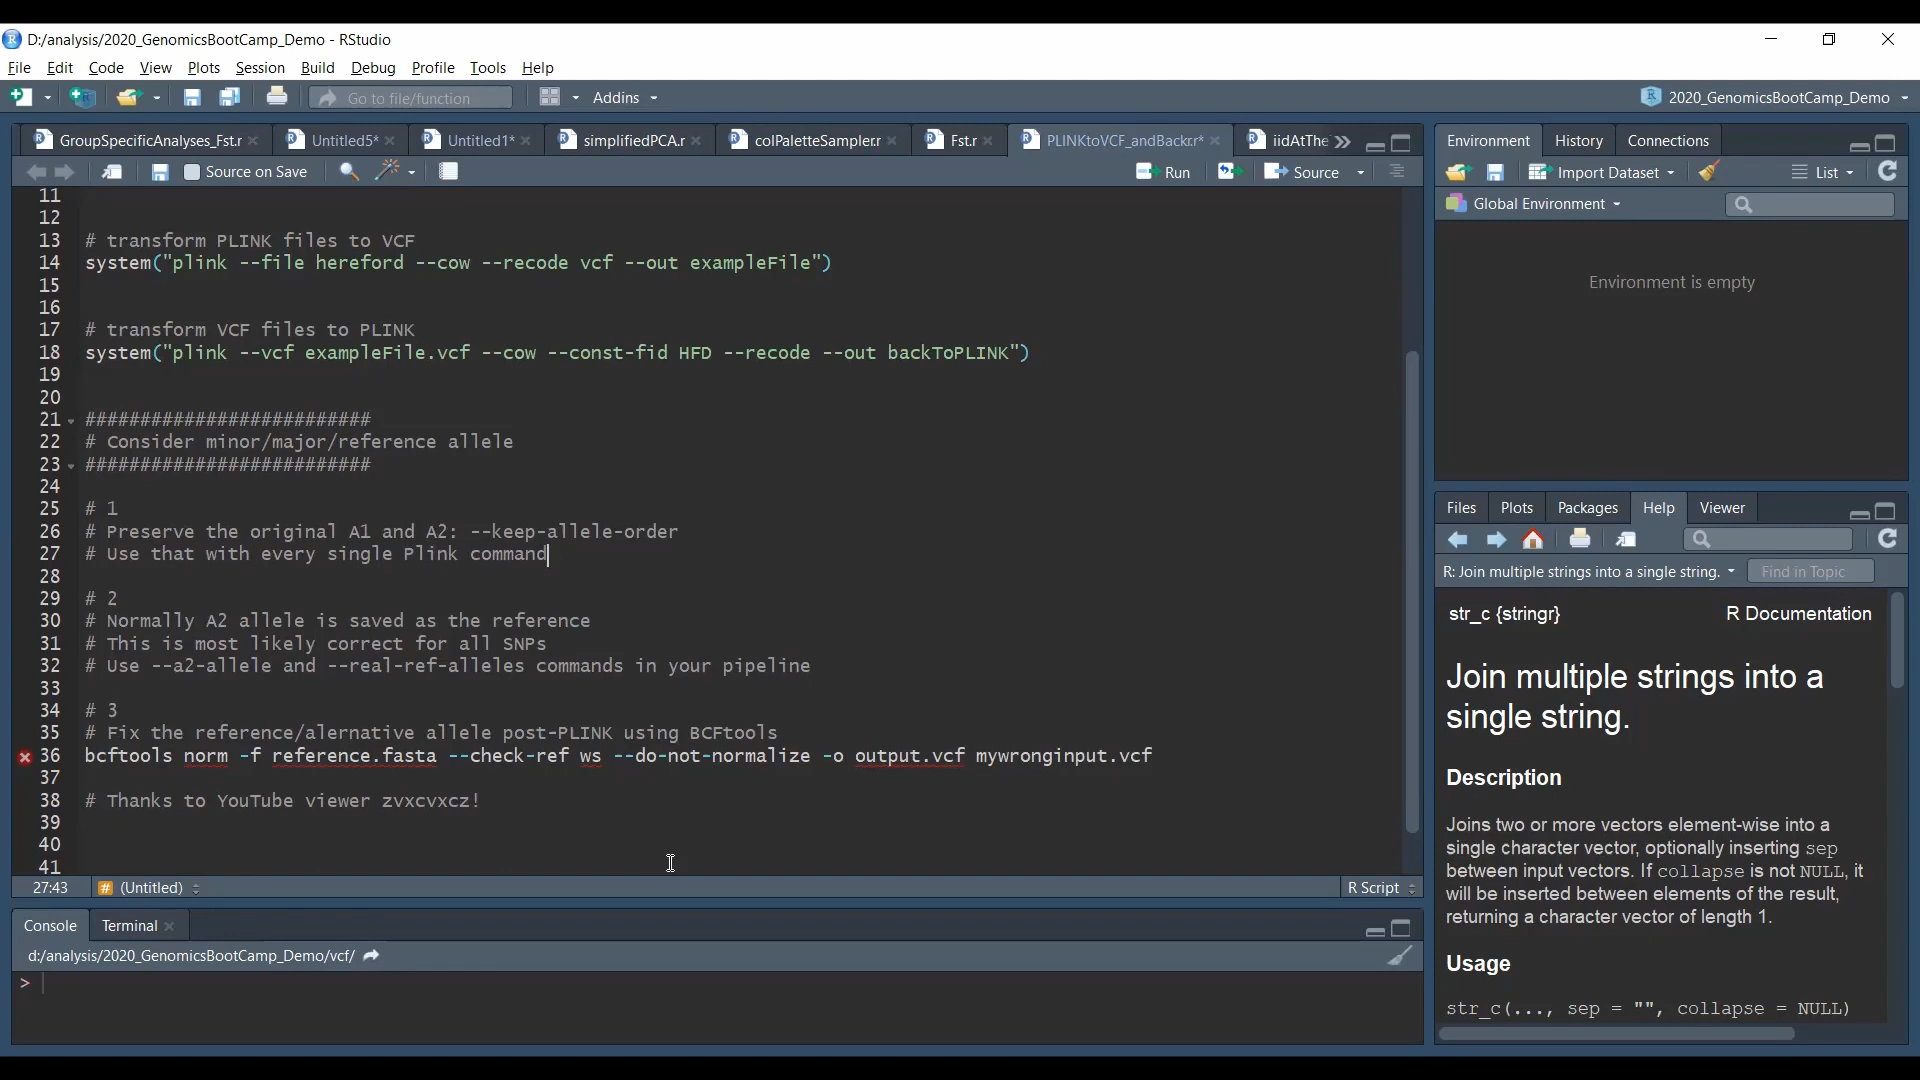 D:/analysis/2020_GenomicsBootCamp_Demo - RStudio
File Edit Code View Plots Session Build Debug Profile Tools Help
Go to file/function Addins 2020_GenomicsBootCamp_Demo
GroupSpecificAnalyses_Fst.r Untitled5* Untitled1* simplifiedPCA.r colPaletteSampler.r Fst.r PLINKtoVCF_andBack.r* iidAtThe
Source on Save Run Source
11
12
13 # transform PLINK files to VCF
14 system("plink --file hereford --cow --recode vcf --out exampleFile")
15
16
17 # transform VCF files to PLINK
18 system("plink --vcf exampleFile.vcf --cow --const-fid HFD --recode --out backToPLINK")
19
20
21 ##########################
22 # Consider minor/major/reference allele
23 ##########################
24
25 # 1
26 # Preserve the original A1 and A2: --keep-allele-order
27 # Use that with every single Plink command
28
29 # 2
30 # Normally A2 allele is saved as the reference
31 # This is most likely correct for all SNPs
32 # Use --a2-allele and --real-ref-alleles commands in your pipeline
33
34 # 3
35 # Fix the reference/alernative allele post-PLINK using BCFtools
36 bcftools norm -f reference.fasta --check-ref ws --do-not-normalize -o output.vcf mywronginput.vcf
37
38 # Thanks to YouTube viewer zvxcvxcz!
39
40
41
27:43 # (Untitled) R Script
Console Terminal
d:/analysis/2020_GenomicsBootCamp_Demo/vcf/
>
Environment History Connections
Import Dataset List
Global Environment
Environment is empty
Files Plots Packages Help Viewer
R: Join multiple strings into a single string. Find in Topic
str_c {stringr} R Documentation
Join multiple strings into a
single string.
Description
Joins two or more vectors element-wise into a
single character vector, optionally inserting sep
between input vectors. If collapse is not NULL, it
will be inserted between elements of the result,
returning a character vector of length 1.
Usage
str_c(..., sep = "", collapse = NULL)